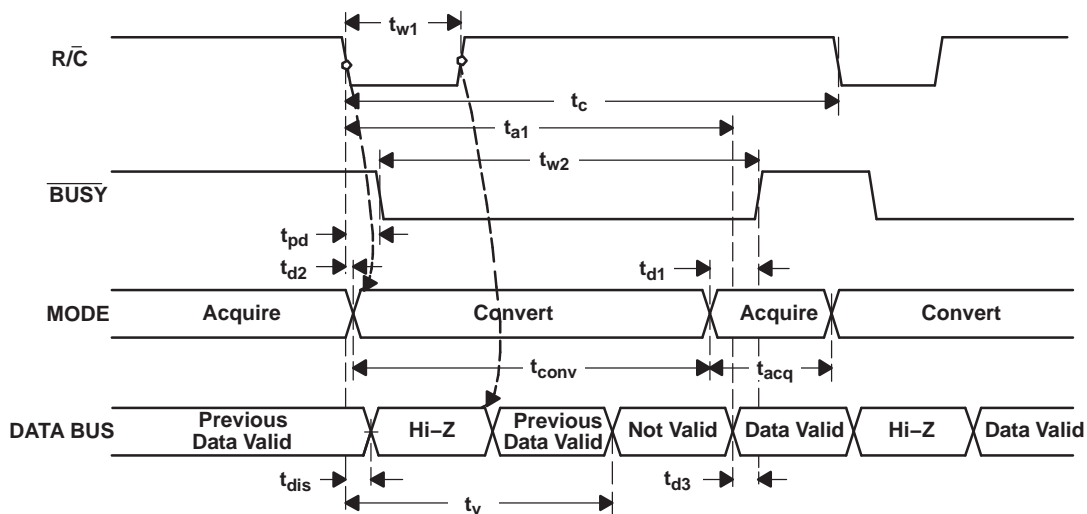 t_w1
R/C̅
t_c
t_a1
t_w2
B̅U̅S̅Y̅
t_pd
t_d2
t_d1
MODE
Acquire
Convert
Acquire
Convert
t_conv
t_acq
DATA BUS
Previous
Data Valid
Hi−Z
Previous
Data Valid
Not Valid
Data Valid
Hi−Z
Data Valid
t_dis
t_d3
t_v